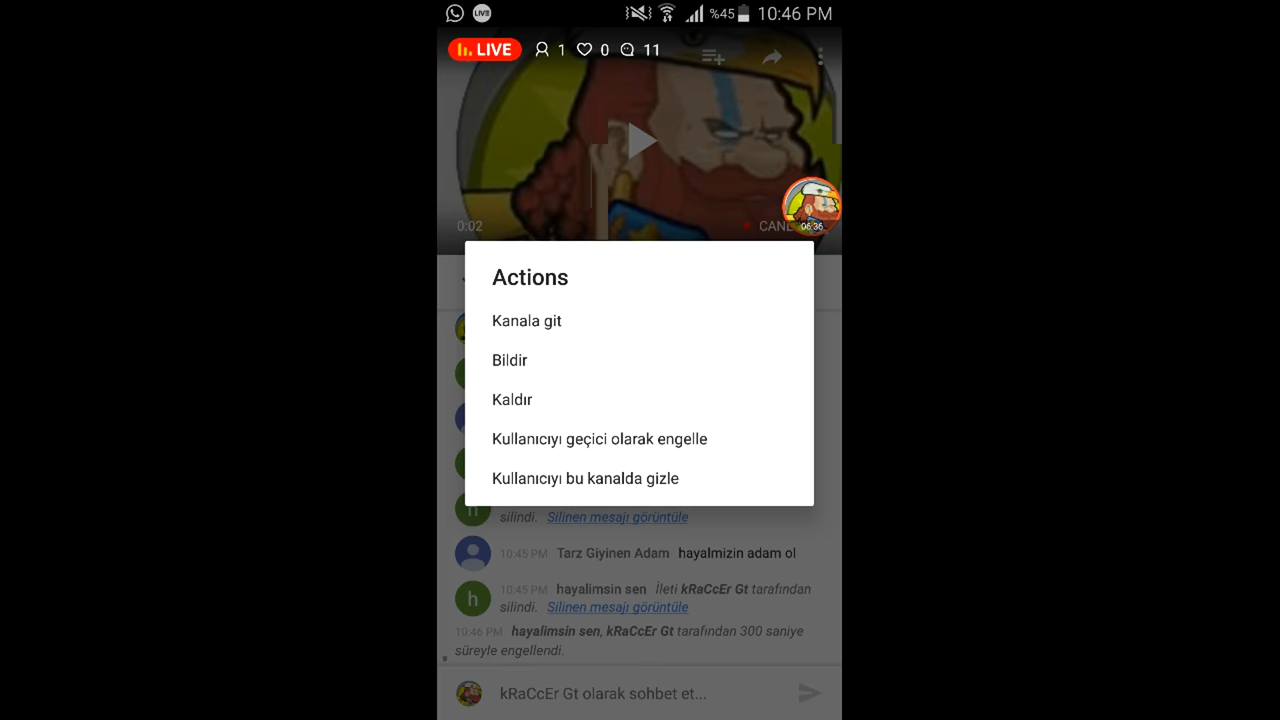 LIVE %45 10:46 PM
LIVE 1 0 11
06:36
0:02 CANL
Actions
Kanala git
Bildir
Kaldır
Kullanıcıyı geçici olarak engelle
Kullanıcıyı bu kanalda gizle
h silindi. Silinen mesajı görüntüle
10:45 PM Tarz Giyinen Adam hayalmizin adam ol
h 10:45 PM hayalimsin sen İleti kRaCcEr Gt tarafından
silindi. Silinen mesajı görüntüle
10:46 PM hayalimsin sen, kRaCcEr Gt tarafından 300 saniye
süreyle engellendi.
kRaCcEr Gt olarak sohbet et...